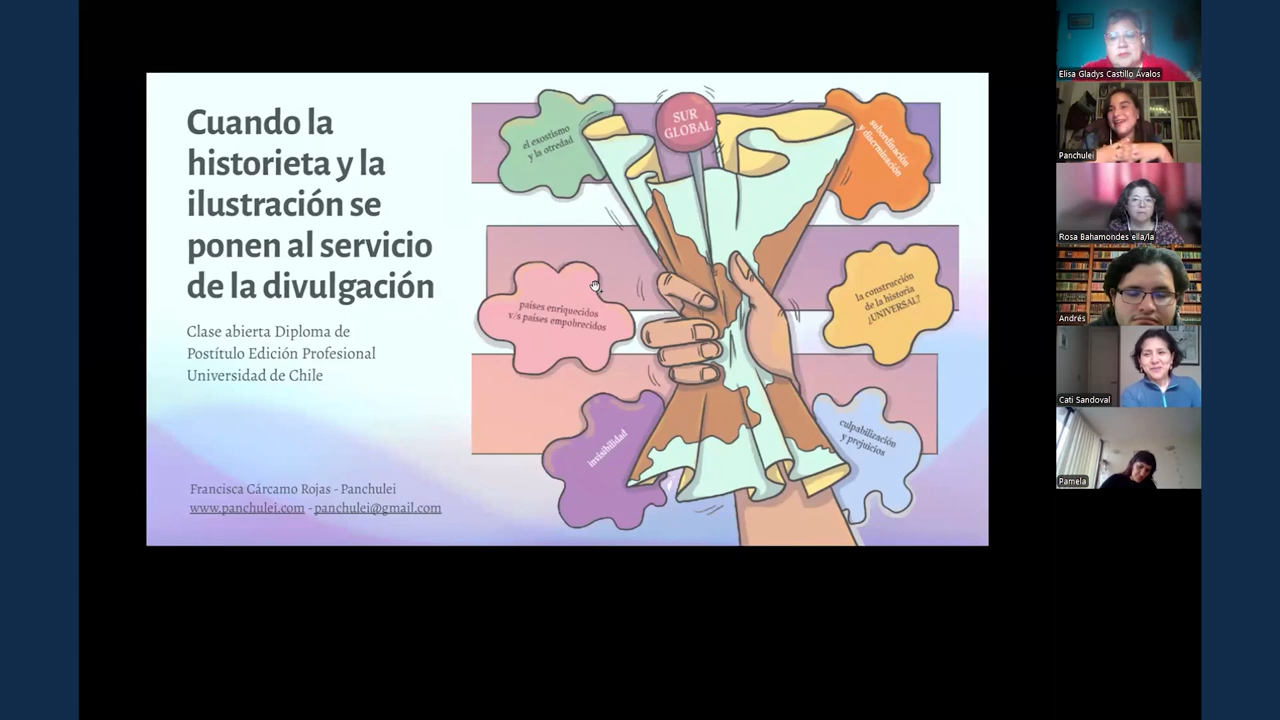 Cuando la
historieta y la
ilustración se
ponen al servicio
de la divulgación
Clase abierta Diploma de
Postítulo Edición Profesional
Universidad de Chile
Francisca Cárcamo Rojas - Panchulei
www.panchulei.com - panchulei@gmail.com
el exostismo
y la otredad
SUR
GLOBAL
subordinación
y discriminación
países enriquecidos
v/s países empobrecidos
la construcción
de la historia
¿UNIVERSAL?
invisibilidad
culpabilización
y prejuicios
Elisa Gladys Castillo Ávalos
Panchulei
Rosa Bahamondes ella/la
Andrés
Cati Sandoval
Pamela